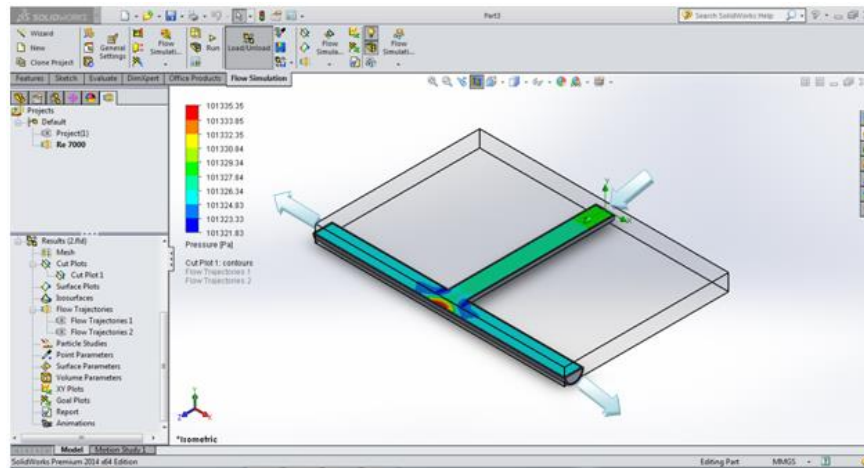 SOLIDWORKS
Part3
Search SolidWorks Help
Wizard
New
Clone Project
General Settings
Flow Simulati...
Run
Load/Unload
Flow Simula...
Flow Simulati...
Features Sketch Evaluate DimXpert Office Products Flow Simulation
Projects
Default
Project(1)
Re 7000
Results (2.fld)
Mesh
Cut Plots
Cut Plot 1
Surface Plots
Isosurfaces
Flow Trajectories
Flow Trajectories 1
Flow Trajectories 2
Particle Studies
Point Parameters
Surface Parameters
Volume Parameters
XY Plots
Goal Plots
Report
Animations
101335.35
101333.85
101332.35
101330.84
101329.34
101327.84
101326.34
101324.83
101323.33
101321.83
Pressure [Pa]
Cut Plot 1: contours
Flow Trajectories 1
Flow Trajectories 2
*Isometric
Model Motion Study 1
SolidWorks Premium 2014 x64 Edition
Editing Part
MMGS